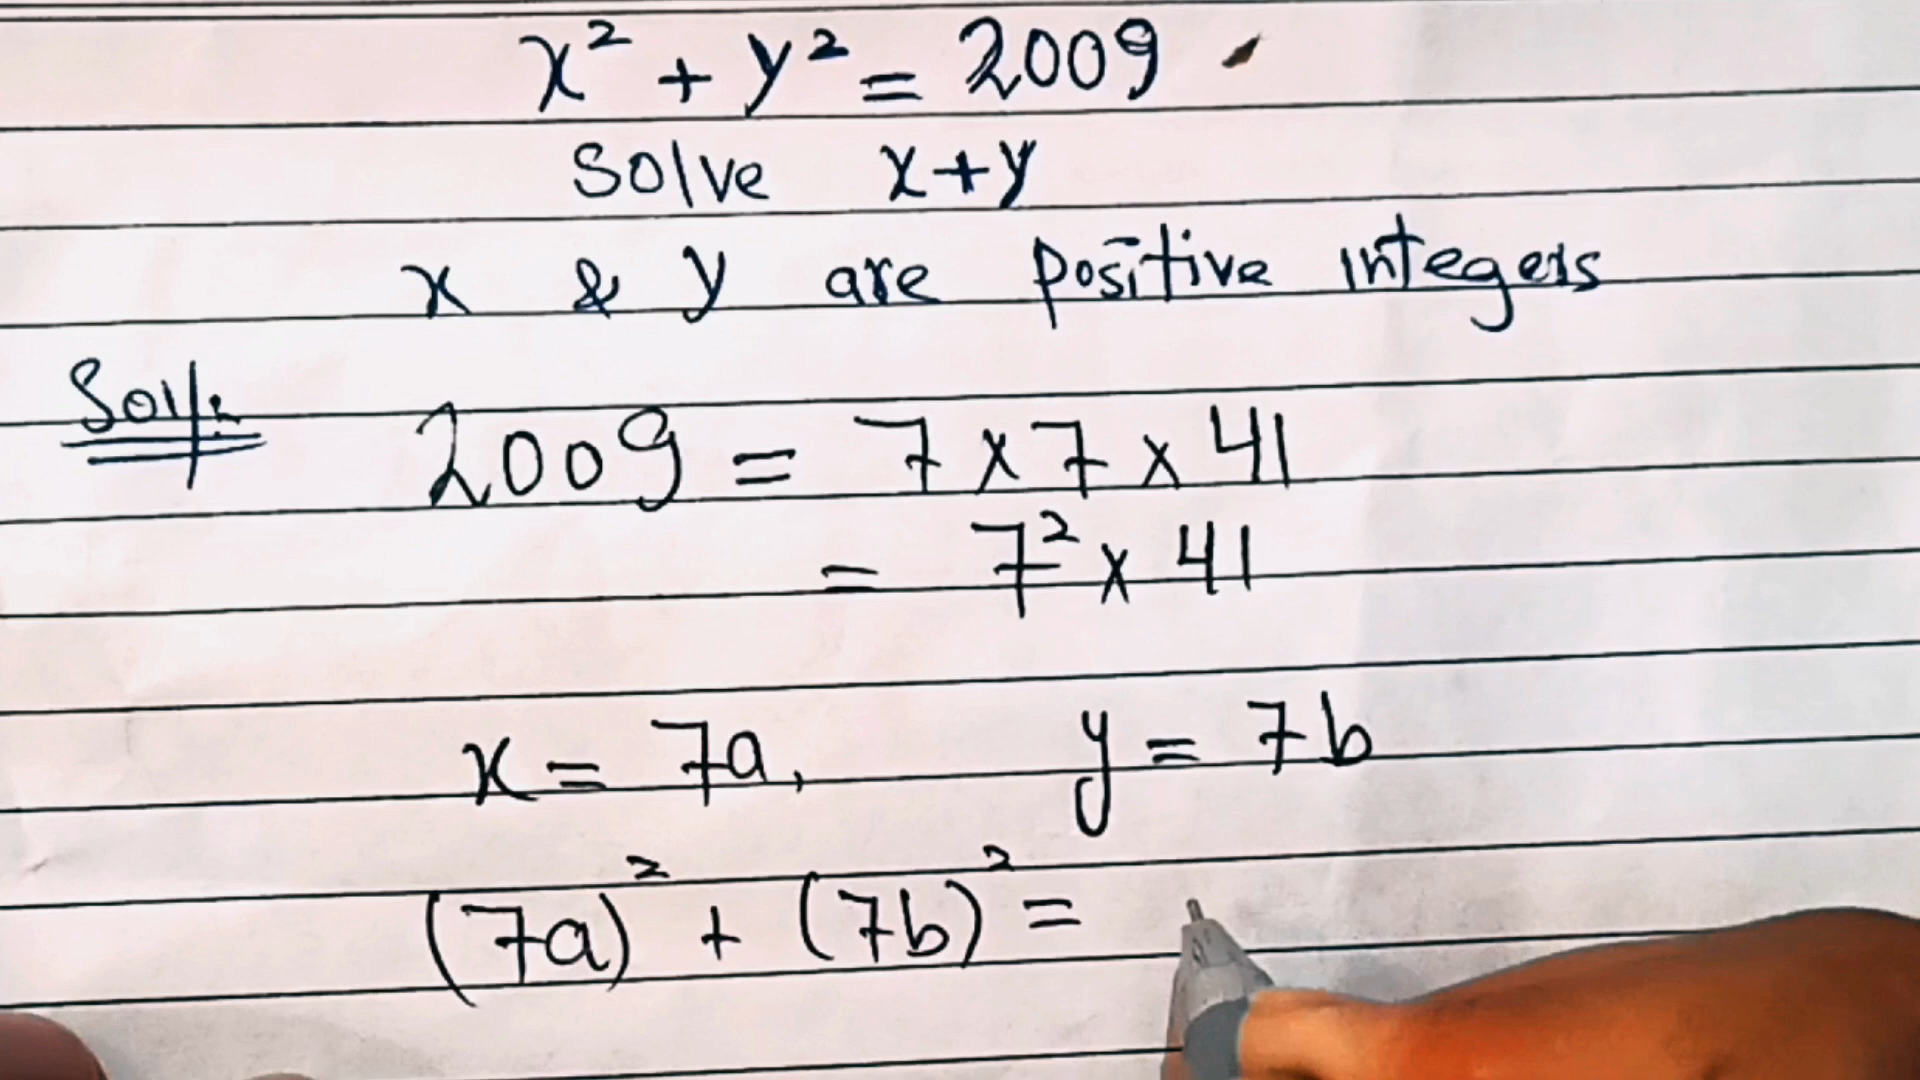 x² + y² = 2009
Solve x+y
x & y are positive integers
Sol/:
2009 = 7 x 7 x 41
= 7² x 41
x = 7a, y = 7b
(7a)² + (7b)² =